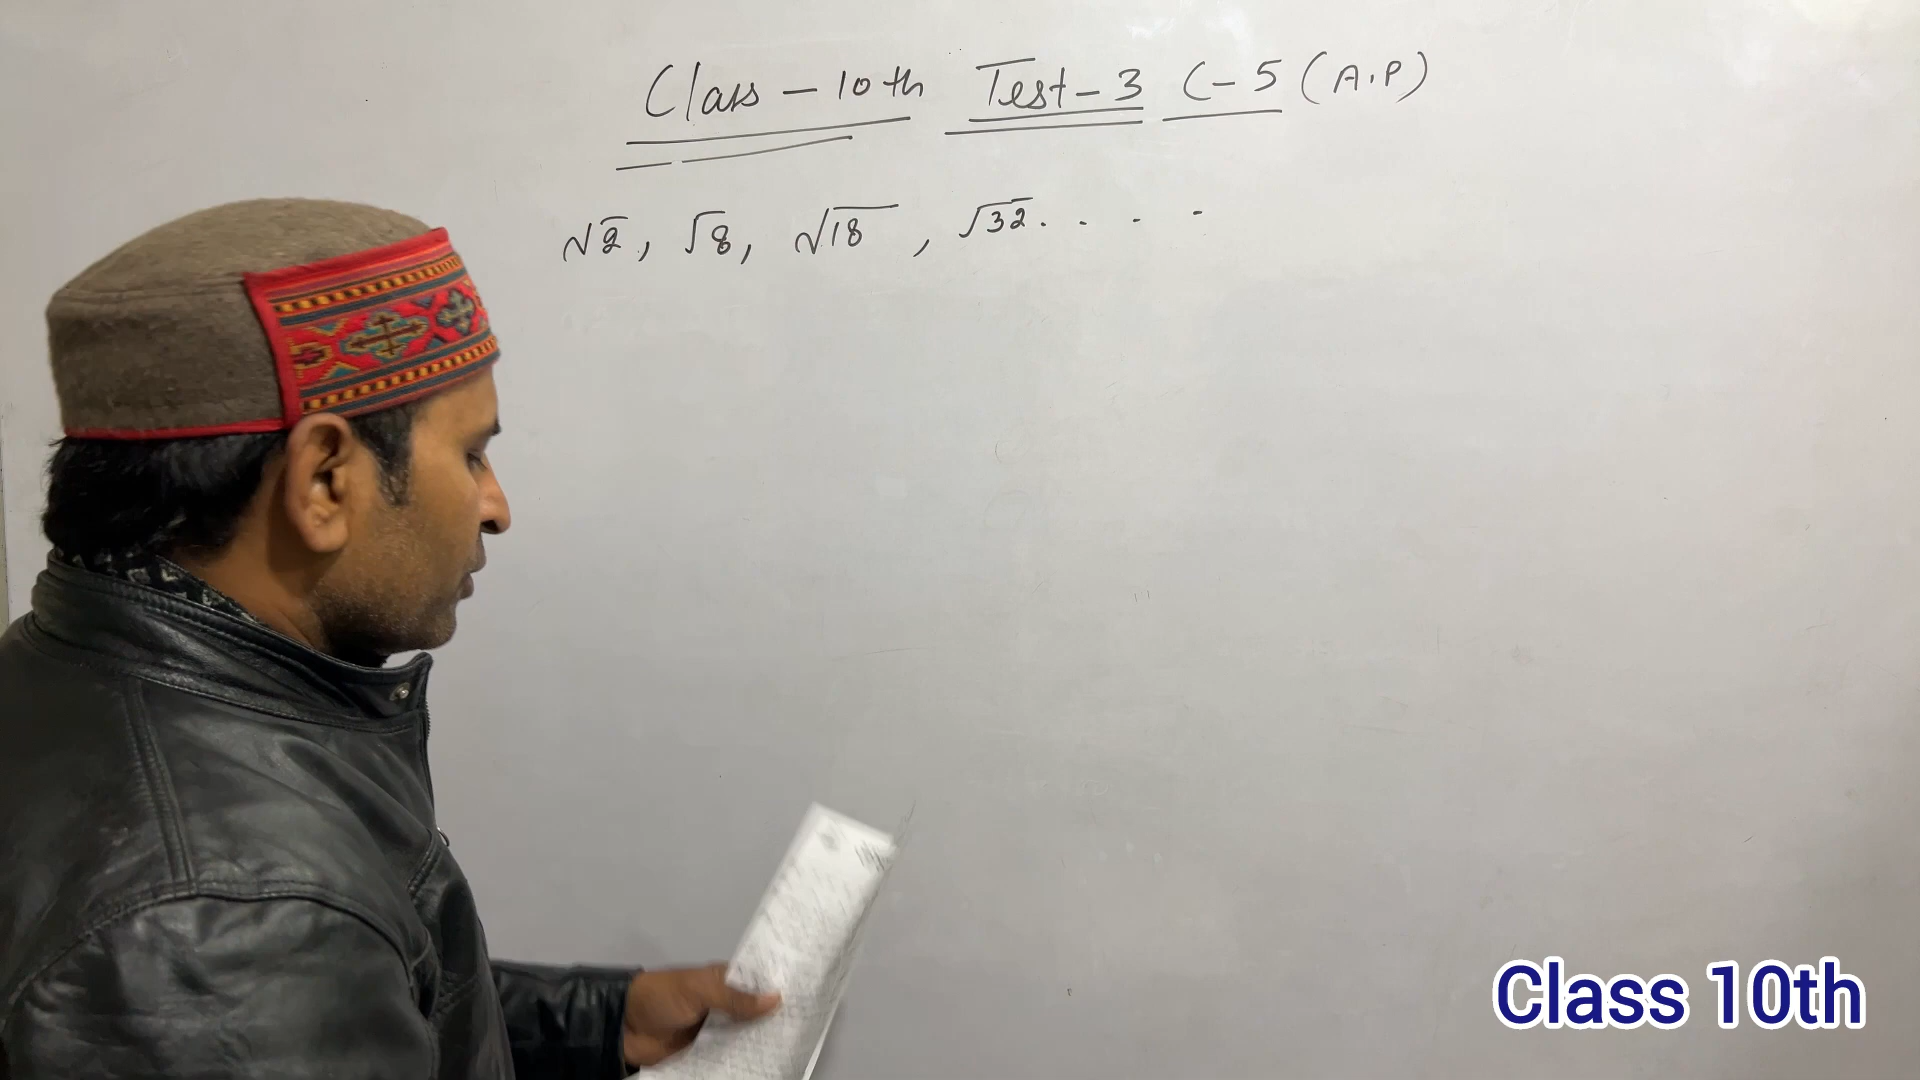 Class - 10th Test - 3 C - 5 (A.P)
√2, √8, √18, √32. . . .
Class 10th